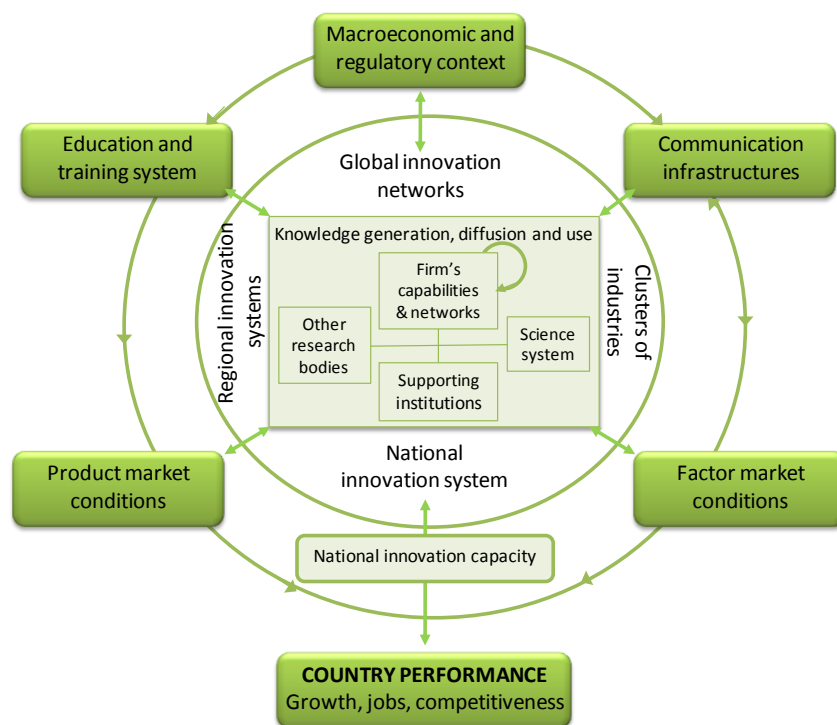 Macroeconomic and
regulatory context
Education and
training system
Communication
infrastructures
Global innovation
networks
Regional innovation
systems
Knowledge generation, diffusion and use
Firm's
capabilities
& networks
Other
research
bodies
Science
system
Supporting
institutions
Clusters of
industries
Product market
conditions
National
innovation system
Factor market
conditions
National innovation capacity
COUNTRY PERFORMANCE
Growth, jobs, competitiveness